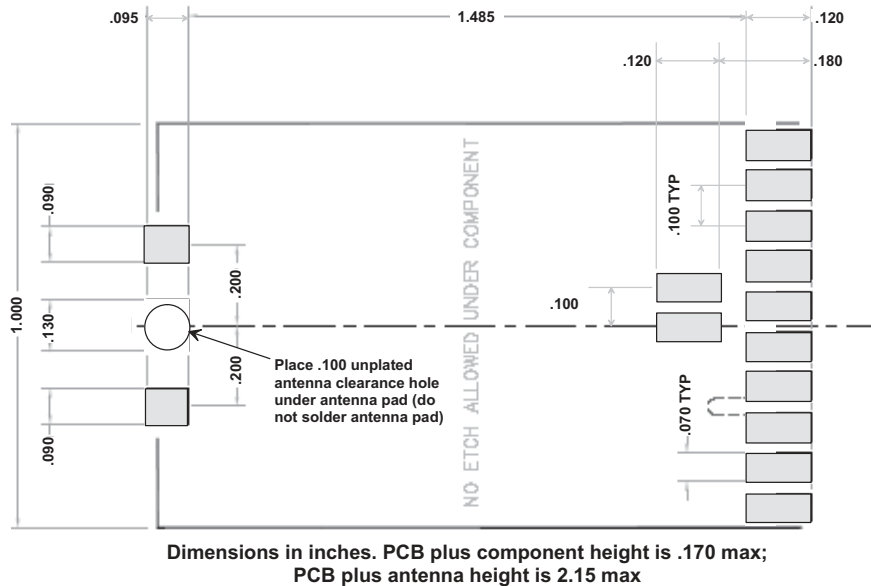 .095
1.485
.120
.120
.180
.090
.100 TYP
1.000
.200
.130
.100
.200
Place .100 unplated
antenna clearance hole
under antenna pad (do
not solder antenna pad)
NO ETCH ALLOWED UNDER COMPONENT
.070 TYP
.090
Dimensions in inches. PCB plus component height is .170 max;
PCB plus antenna height is 2.15 max